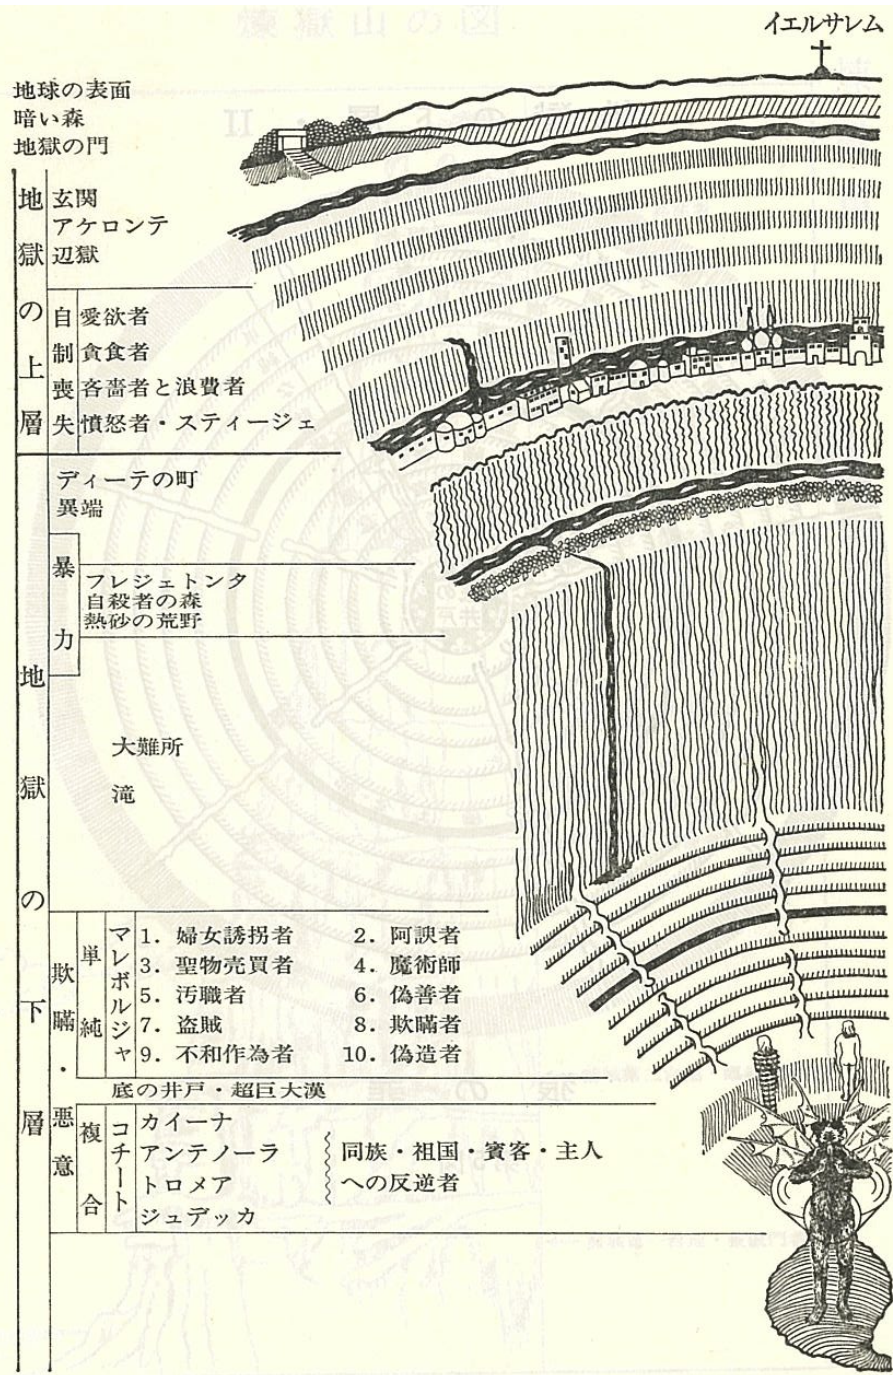 イエルサレム
地球の表面
暗い森
地獄の門
地獄の上層
玄関
アケロンテ
辺獄
自制喪失
愛欲者
貪食者
吝嗇者と浪費者
憤怒者・スティージェ
地獄の下層
ディーテの町
異端
暴力
フレジェトンタ
自殺者の森
熱砂の荒野
大難所
滝
欺瞞・悪意
単純
マレボルジャ
1. 婦女誘拐者 2. 阿諛者
3. 聖物売買者 4. 魔術師
5. 汚職者 6. 偽善者
7. 盗賊 8. 欺瞞者
9. 不和作為者 10. 偽造者
底の井戸・超巨大漢
複合
コチート
カイーナ
アンテノーラ
トロメア
ジュデッカ
同族・祖国・賓客・主人
への反逆者